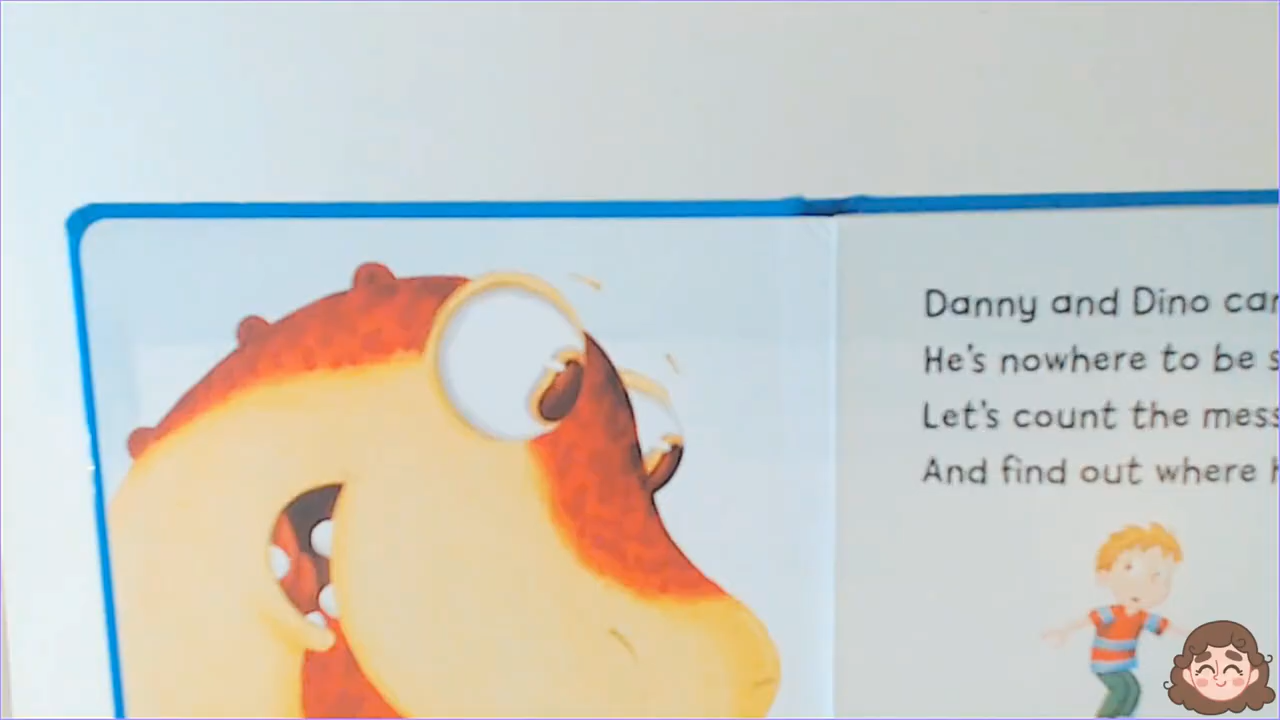 Danny and Dino
He's nowhere to be
Let's count the
And find out where